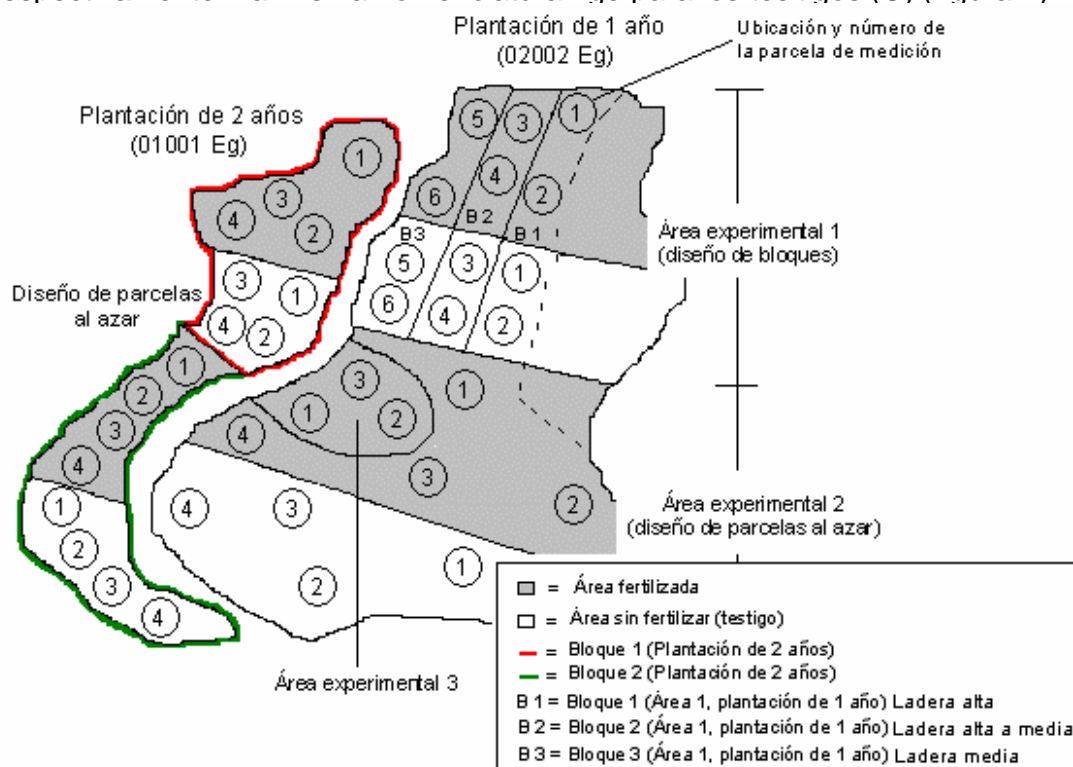 Plantación de 1 año
(02002 Eg)
Ubicación y número de
la parcela de medición
Plantación de 2 años
(01001 Eg)
5 3 1
4
6 2
B 2
B 1
B 3
5 3 1
6 4 2
1
3
4 2
3 1
4 2
Área experimental 1
(diseño de bloques)
Diseño de parcelas
al azar
1
2
3
4
1
2
3
4
3 1
1 2
4
3
2
4 3
1
2
Área experimental 2
(diseño de parcelas al azar)
Área experimental 3
= Área fertilizada
= Área sin fertilizar (testigo)
= Bloque 1 (Plantación de 2 años)
= Bloque 2 (Plantación de 2 años)
B 1 = Bloque 1 (Área 1, plantación de 1 año) Ladera alta
B 2 = Bloque 2 (Área 1, plantación de 1 año) Ladera alta a media
B 3 = Bloque 3 (Área 1, plantación de 1 año) Ladera media